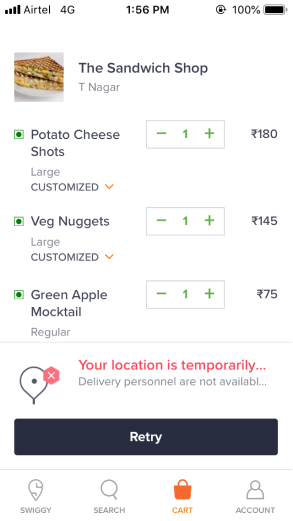 Airtel 4G 1:56 PM 100%
The Sandwich Shop
T Nagar
Potato Cheese Shots
− 1 + ₹180
Large
CUSTOMIZED
Veg Nuggets − 1 + ₹145
Large
CUSTOMIZED
Green Apple Mocktail
− 1 + ₹75
Regular
Your location is temporarily...
Delivery personnel are not availabl...
Retry
SWIGGY SEARCH CART ACCOUNT